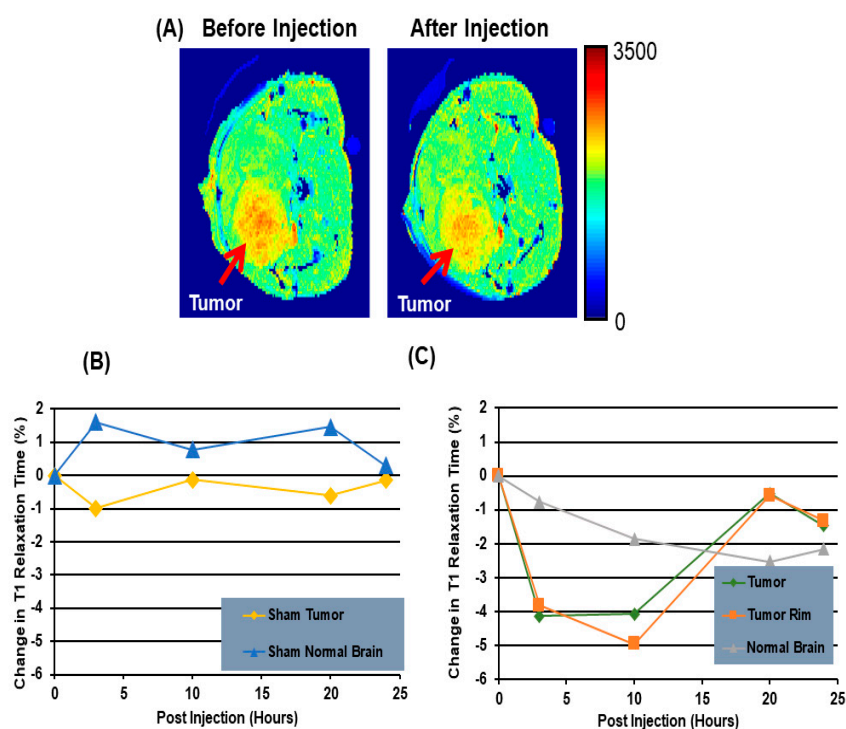 (A) Before Injection After Injection
3500
Tumor Tumor
0
(B)
Change in T1 Relaxation Time (%)
2
1
0
-1
-2
-3
-4
-5
-6
Sham Tumor
Sham Normal Brain
0 5 10 15 20 25
Post Injection (Hours)
(C)
Change in T1 Relaxation Time (%)
2
1
0
-1
-2
-3
-4
-5
-6
Tumor
Tumor Rim
Normal Brain
0 5 10 15 20 25
Post Injection (Hours)